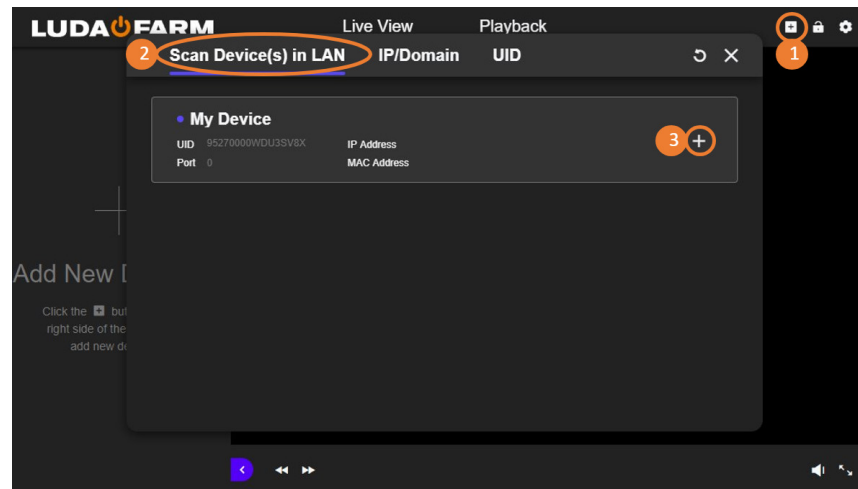 LUDA FARM
Live View Playback
1
2 Scan Device(s) in LAN IP/Domain UID
My Device
UID 95270000WDU3SV8X IP Address
Port 0 MAC Address
3
Add New D
Click the but
right side of the
add new de